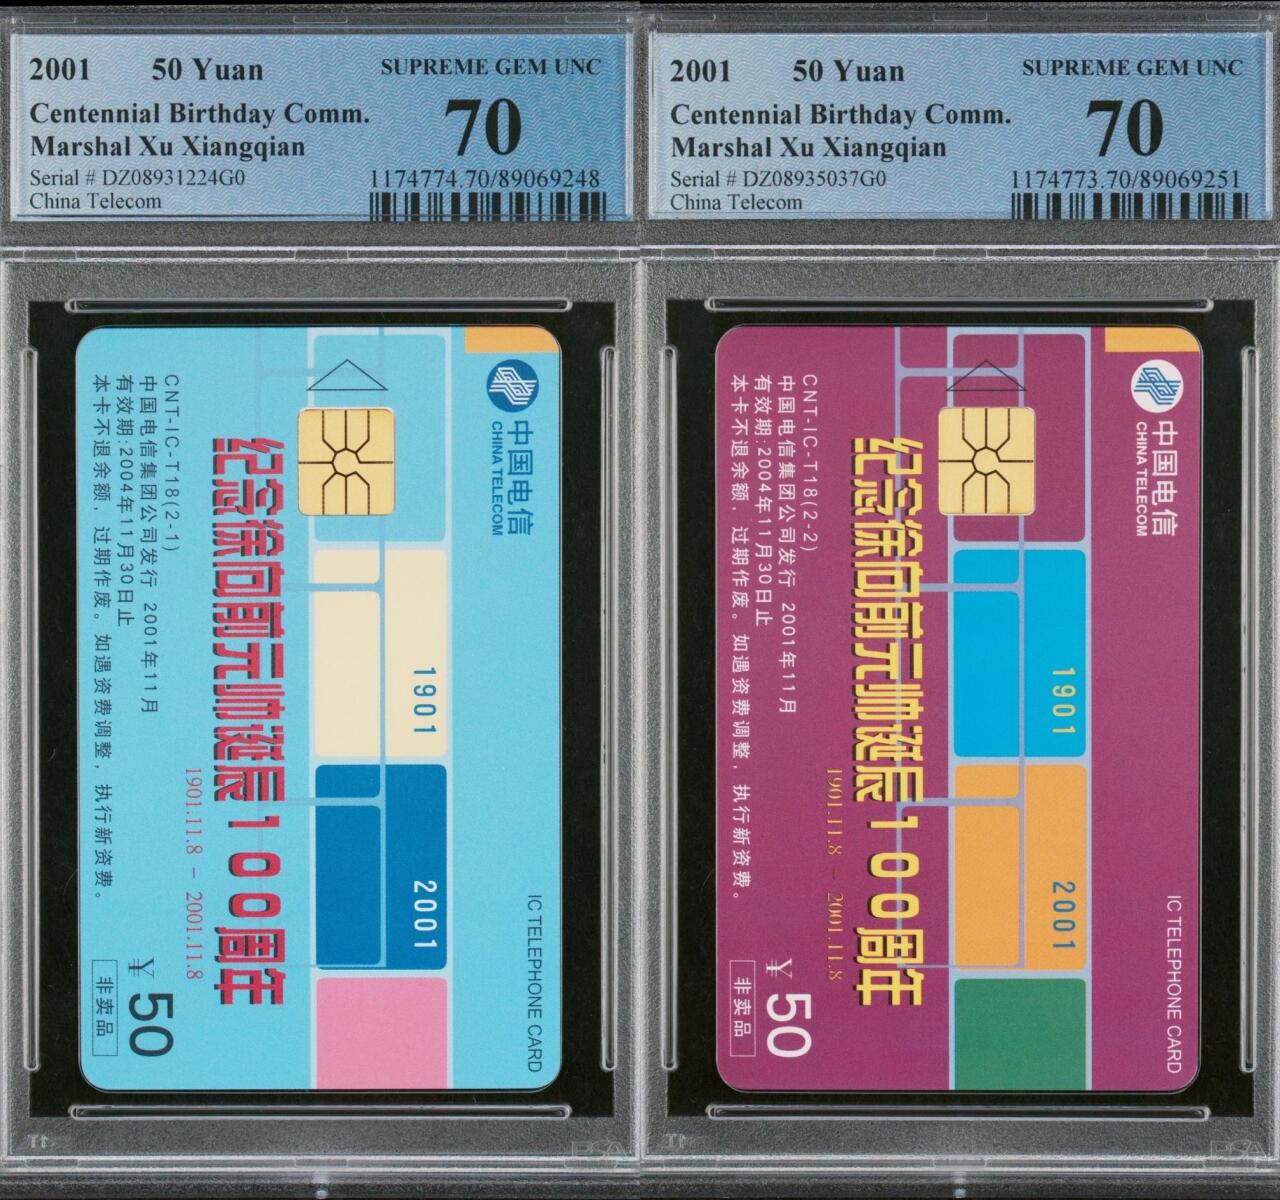 2001 50 Yuan SUPREME GEM UNC
Centennial Birthday Comm. 70
Marshal Xu Xiangqian
Serial # DZ08931224G0 1174774.70/89069248
China Telecom
中国电信
CHINA TELECOM
IC TELEPHONE CARD
1901
2001
纪念徐向前元帅诞辰100周年
1901.11.8 - 2001.11.8
CNT-IC-T18(2-1)
中国电信集团公司发行 2001年11月
有效期:2004年11月30日止
本卡不退余额，过期作废。如遇资费调整，执行新资费。
¥50
非卖品
PSA
2001 50 Yuan SUPREME GEM UNC
Centennial Birthday Comm. 70
Marshal Xu Xiangqian
Serial # DZ08935037G0 1174773.70/89069251
China Telecom
中国电信
CHINA TELECOM
IC TELEPHONE CARD
1901
2001
纪念徐向前元帅诞辰100周年
1901.11.8 - 2001.11.8
CNT-IC-T18(2-2)
中国电信集团公司发行 2001年11月
有效期:2004年11月30日止
本卡不退余额，过期作废。如遇资费调整，执行新资费。
¥50
非卖品
PSA